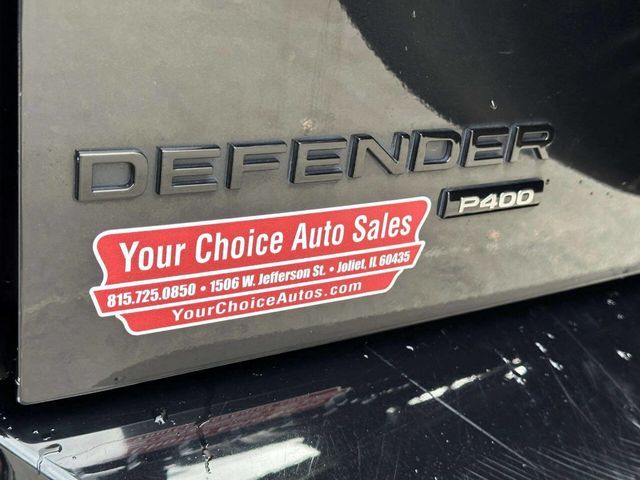 DEFENDER
P400
Your Choice Auto Sales
815.725.0850 • 1506 W. Jefferson St. • Joliet, IL 60435
YourChoiceAutos.com